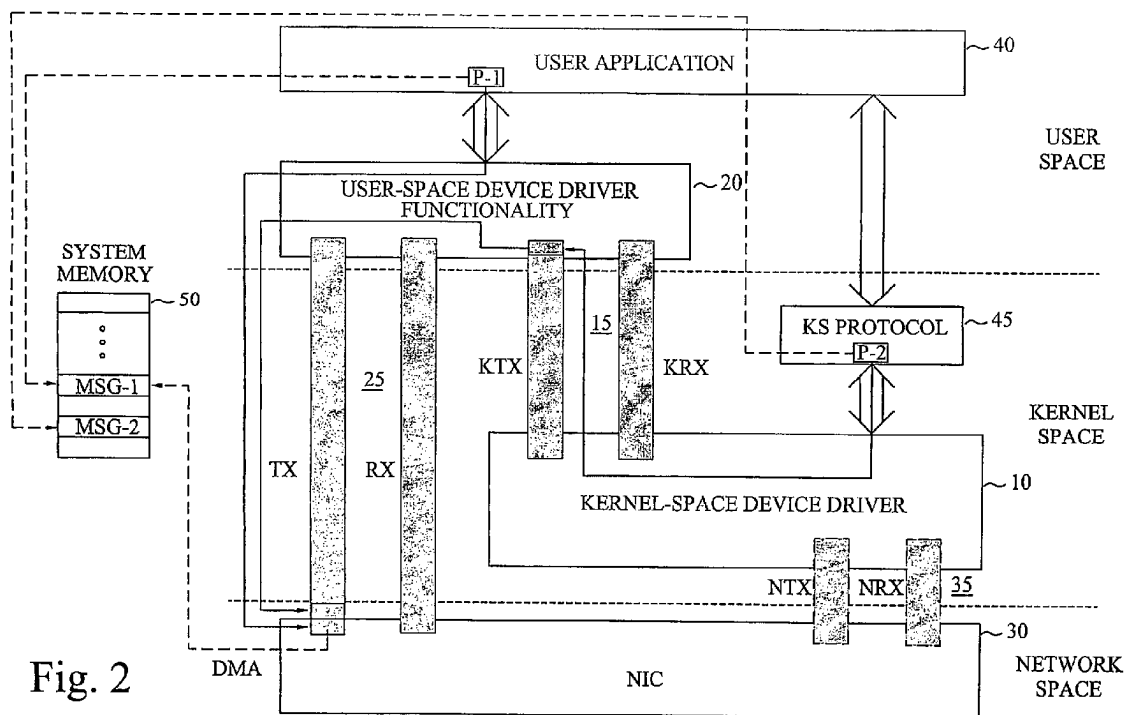 40
USER APPLICATION
P-1
USER
SPACE
20
USER-SPACE DEVICE DRIVER
FUNCTIONALITY
SYSTEM
MEMORY
50
15
KS PROTOCOL
45
P-2
25
KTX
KRX
MSG-1
MSG-2
KERNEL
SPACE
TX
RX
10
KERNEL-SPACE DEVICE DRIVER
NTX
NRX
35
30
DMA
NIC
NETWORK
SPACE
Fig. 2